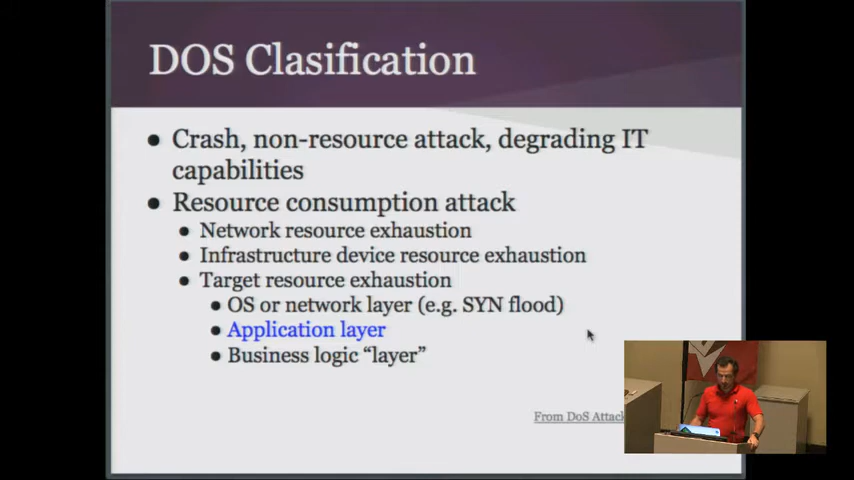 DOS Clasification
● Crash, non-resource attack, degrading IT
capabilities
● Resource consumption attack
● Network resource exhaustion
● Infrastructure device resource exhaustion
● Target resource exhaustion
● OS or network layer (e.g. SYN flood)
● Application layer
● Business logic “layer”
From DoS Attack